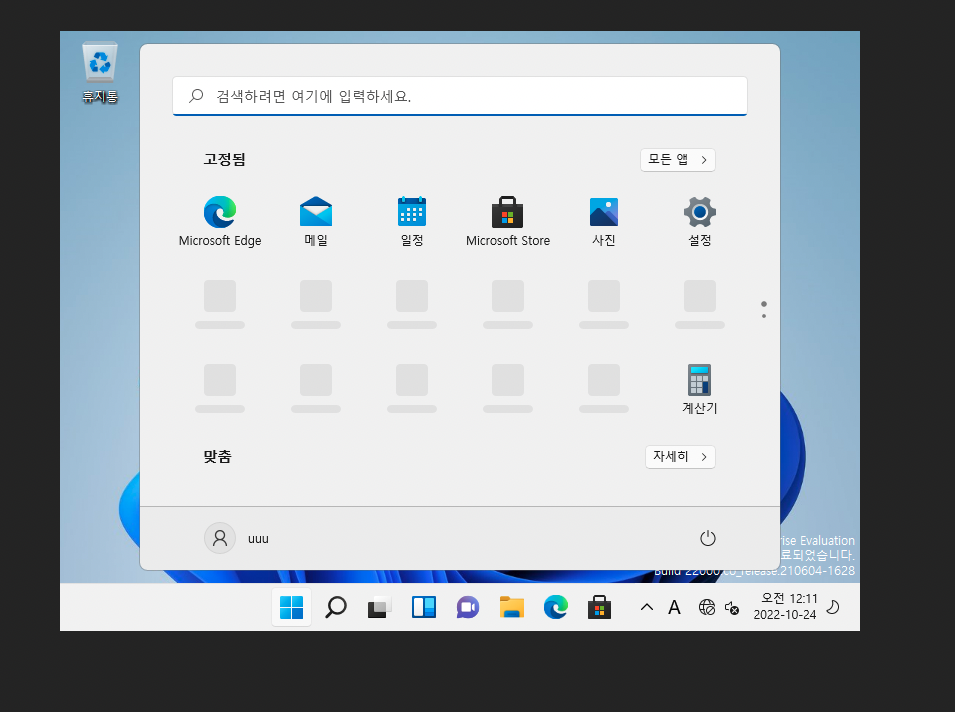 휴지통
검색하려면 여기에 입력하세요.
고정됨
모든 앱
Microsoft Edge
메일
일정
Microsoft Store
사진
설정
계산기
맞춤
자세히
uuu
Evaluation
료되었습니다.
Build 22000.co_release.210604-1628
A
오전 12:11
2022-10-24